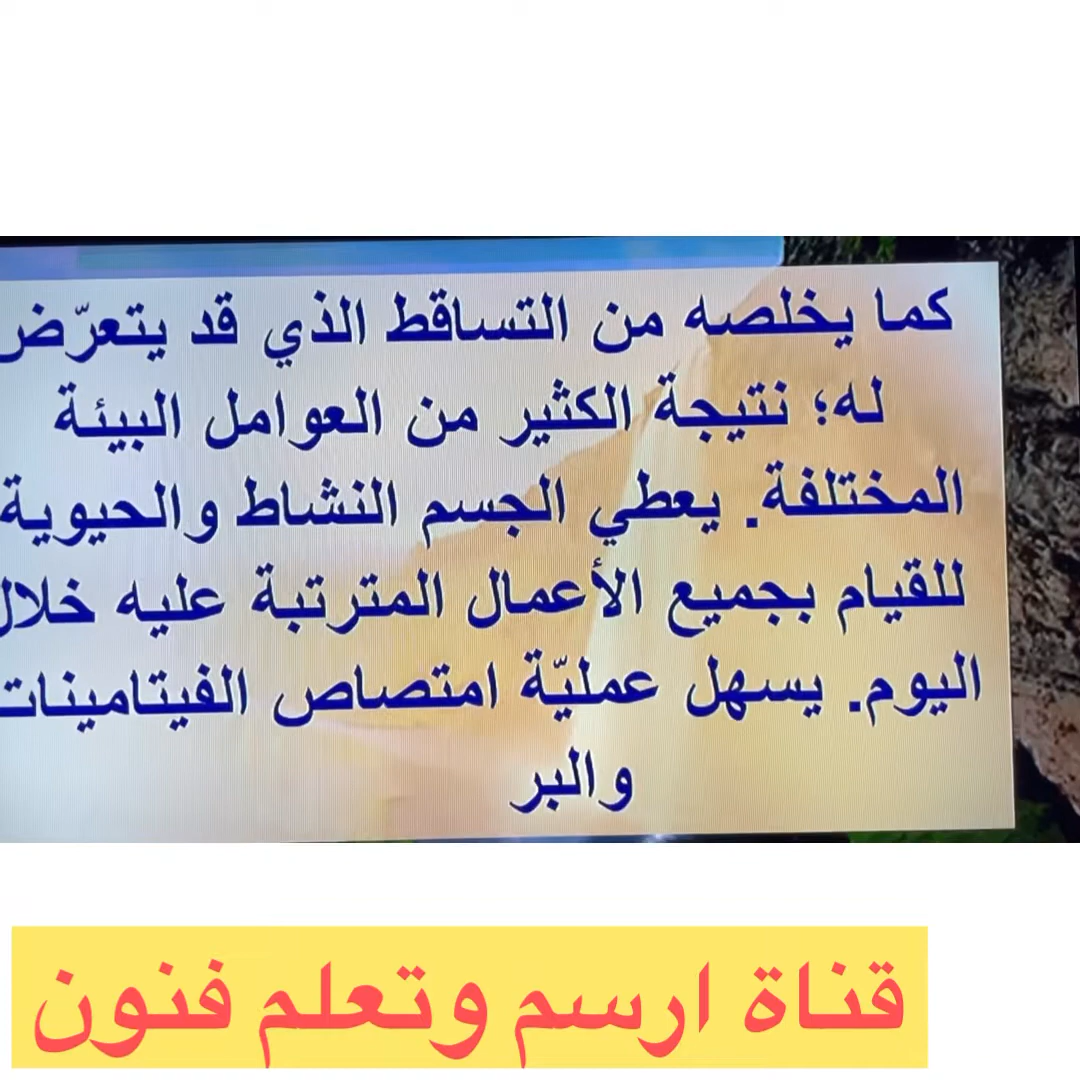 كما يخلصه من التساقط الذي قد يتعرّض
له؛ نتيجة الكثير من العوامل البيئة
المختلفة. يعطي الجسم النشاط والحيوية
للقيام بجميع الأعمال المترتبة عليه خلال
اليوم. يسهل عمليّة امتصاص الفيتامينات
والبر
قناة ارسم وتعلم فنون